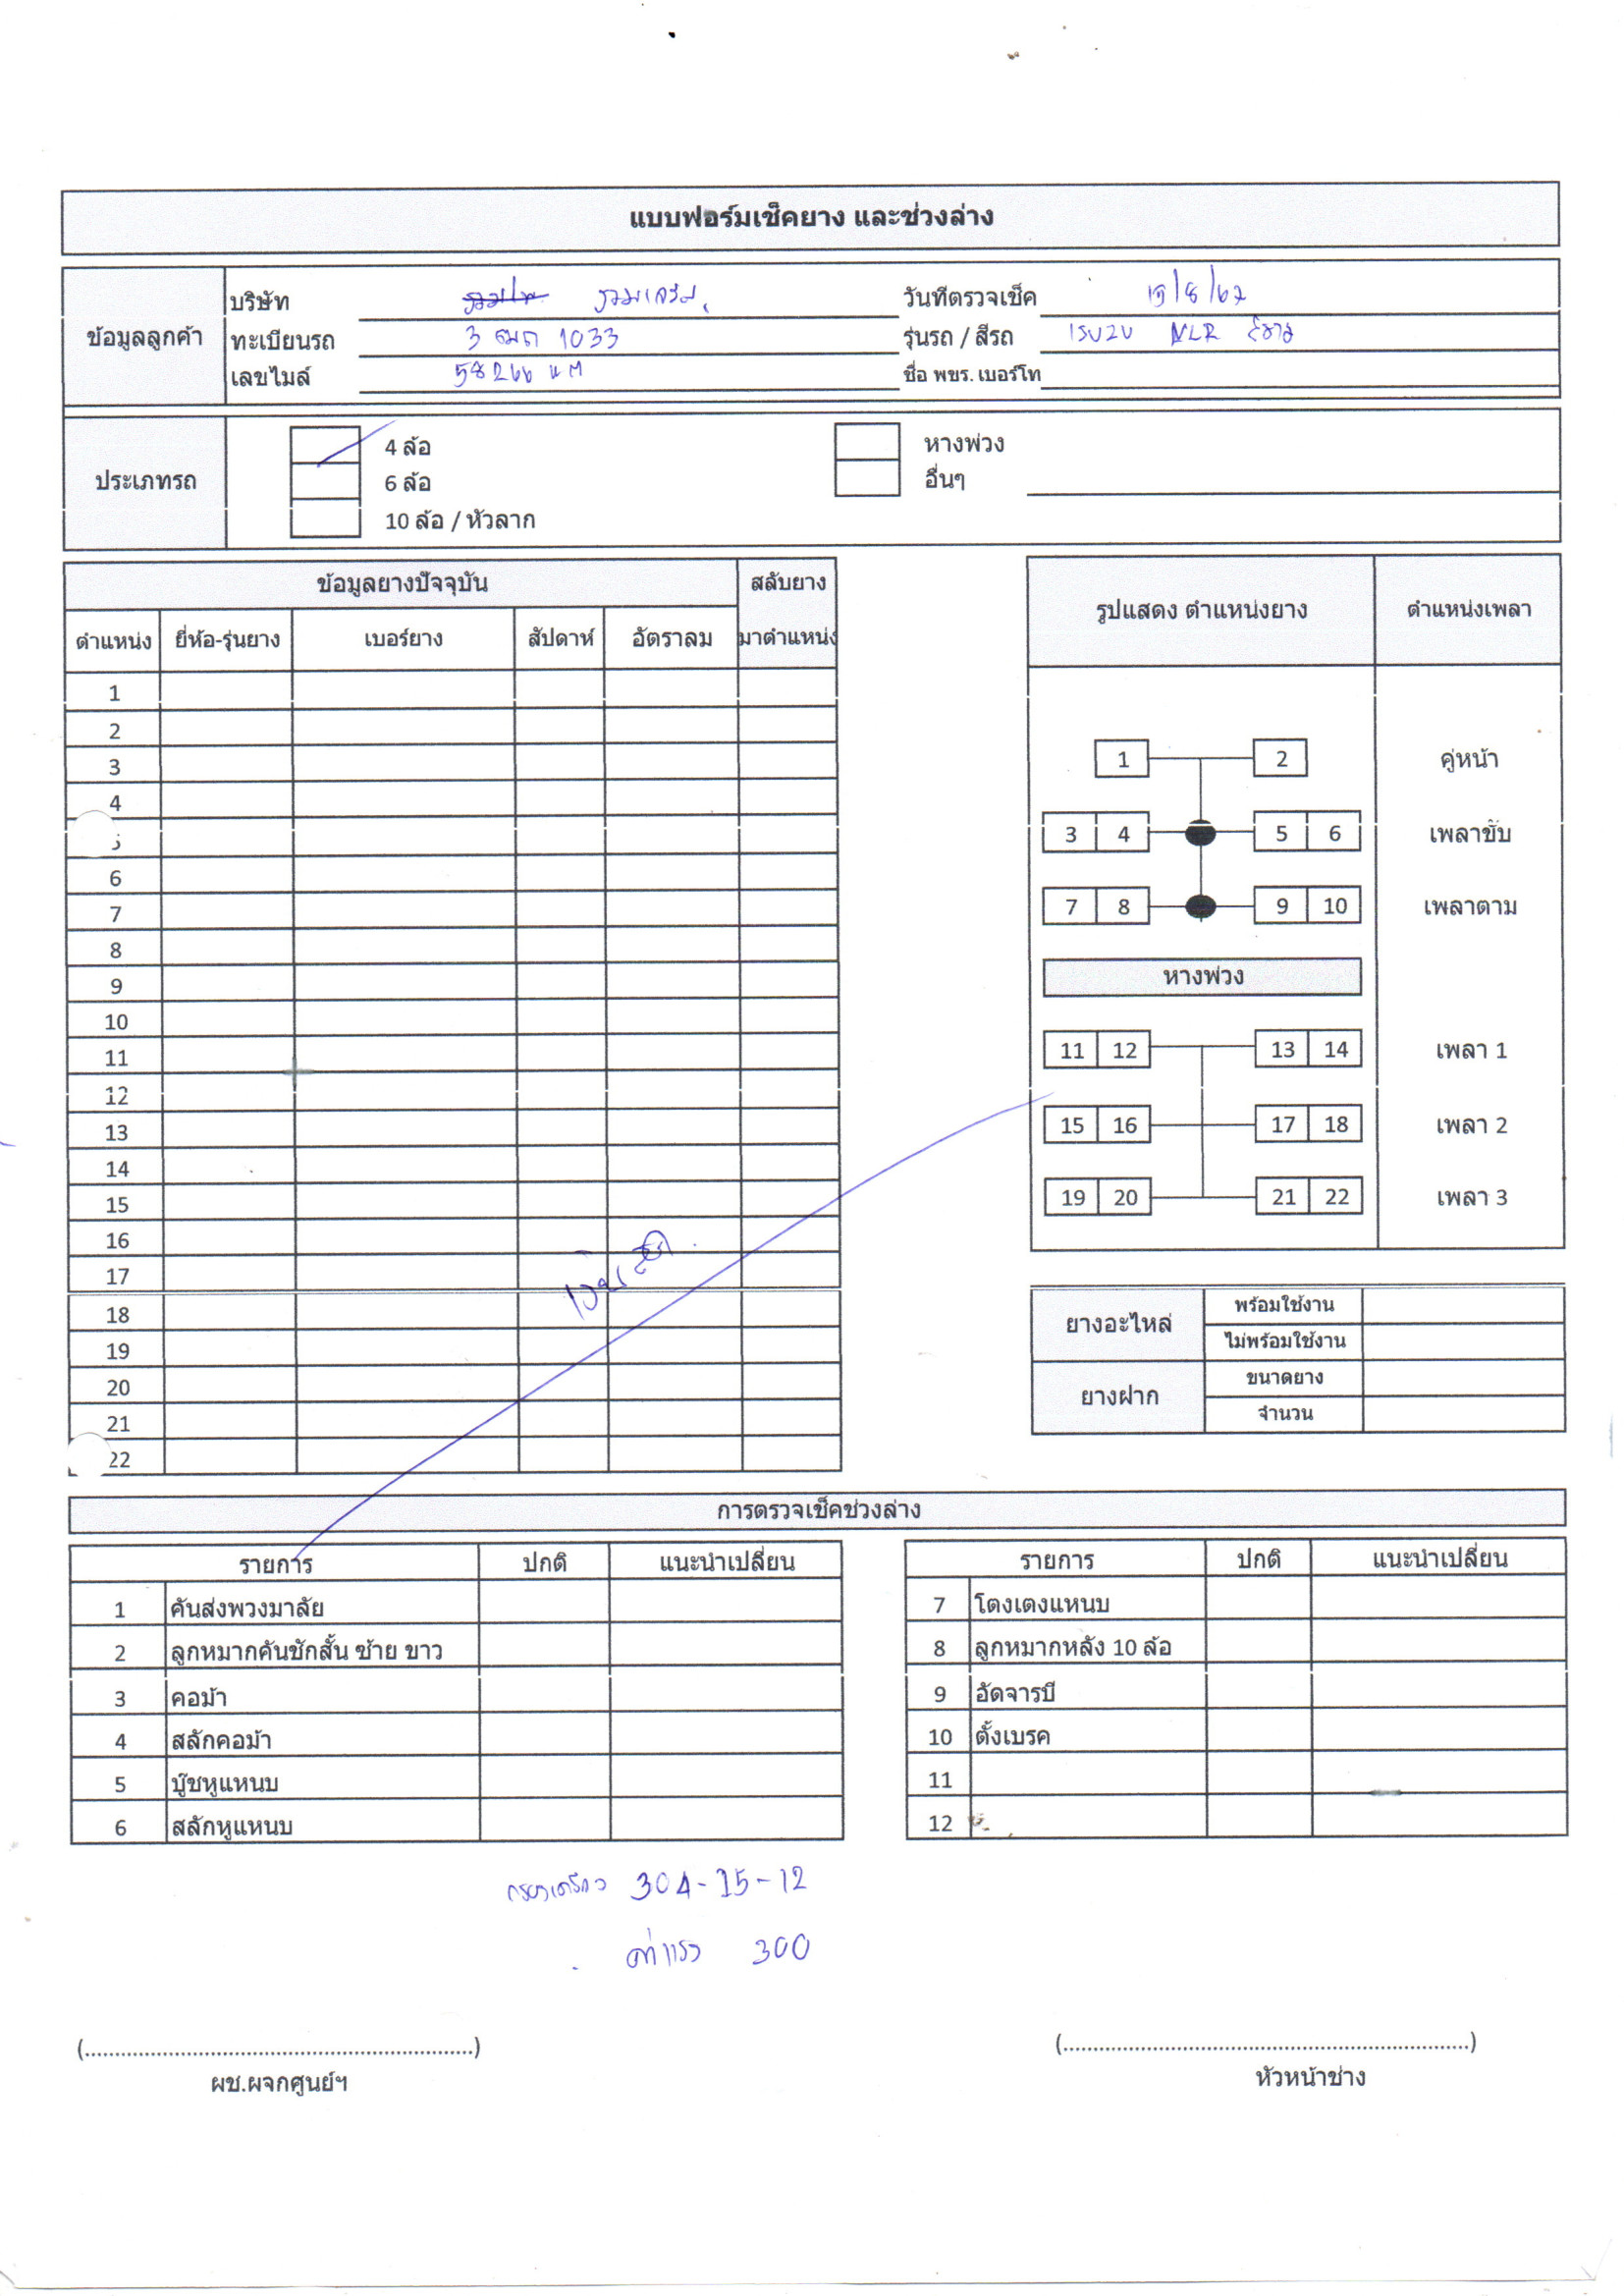 แบบฟอร์มเช็คยาง และช่วงล่าง
ข้อมูลลูกค้า
บริษัท รวมเจริญ วันที่ตรวจเช็ค 19/8/67
ทะเบียนรถ 3 ฒฌ 1033 รุ่นรถ / สีรถ ISUZU NLR สีขาว
เลขไมล์ 58266 ชื่อ พขร. เบอร์โท
ประเภทรถ
4 ล้อ หางพ่วง
6 ล้อ อื่นๆ
10 ล้อ / หัวลาก
ข้อมูลยางปัจจุบัน สลับยาง
ตำแหน่ง ยี่ห้อ-รุ่นยาง เบอร์ยาง สัปดาห์ อัตราลม มาตำแหน่ง
1
2
3
4
5
6
7
8
9
10
11
12
13
14
15
16
17
18
19
20
21
22
รูปแสดง ตำแหน่งยาง ตำแหน่งเพลา
1 2 คู่หน้า
3 4 5 6 เพลาขับ
7 8 9 10 เพลาตาม
หางพ่วง
11 12 13 14 เพลา 1
15 16 17 18 เพลา 2
19 20 21 22 เพลา 3
ยางอะไหล่ พร้อมใช้งาน
ไม่พร้อมใช้งาน
ยางฝาก ขนาดยาง
จำนวน
การตรวจเช็คช่วงล่าง
รายการ ปกติ แนะนำเปลี่ยน รายการ ปกติ แนะนำเปลี่ยน
1 คันส่งพวงมาลัย 7 โตงเตงแหนบ
2 ลูกหมากคันชักสั้น ซ้าย ขาว 8 ลูกหมากหลัง 10 ล้อ
3 คอม้า 9 อัดจารบี
4 สลักคอม้า 10 ตั้งเบรค
5 บู๊ชหูแหนบ 11
6 สลักหูแหนบ 12
กรองเครื่อง 304-15-12
ค่าแรง 300
(....................................................................) (....................................................................)
ผช.ผจกศูนย์ฯ หัวหน้าช่าง